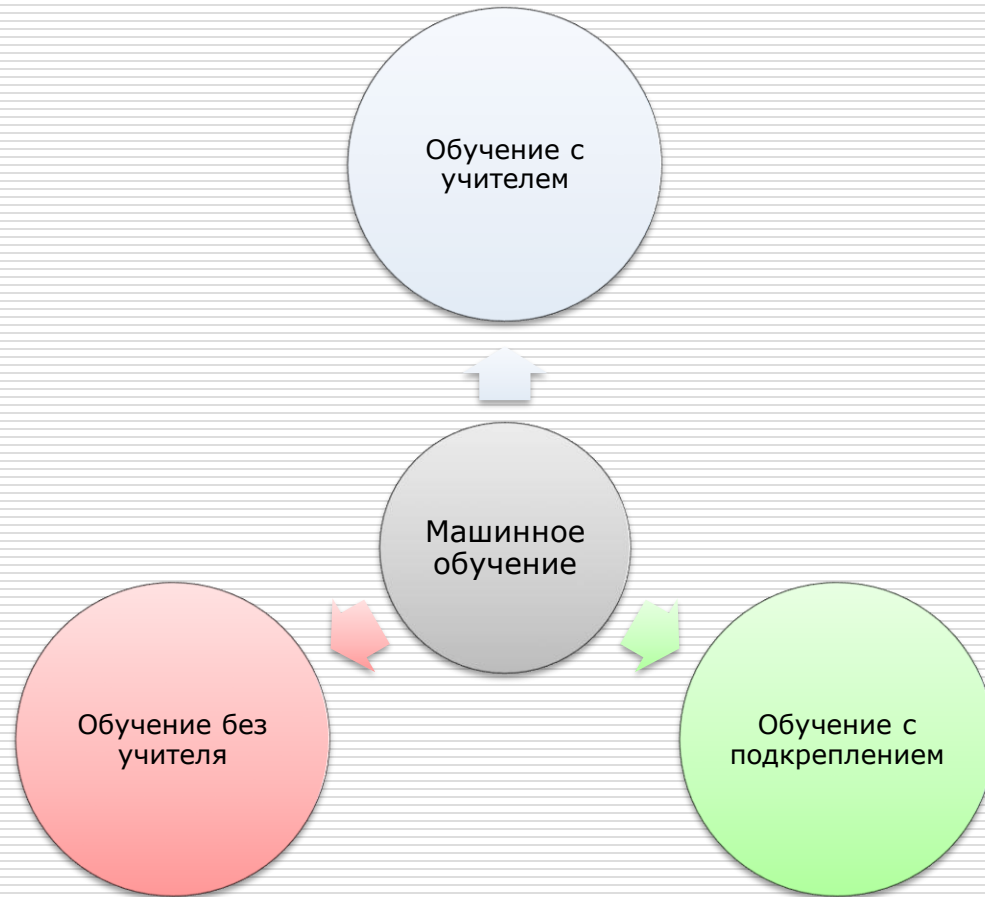 Обучение с
учителем
Машинное
обучение
Обучение без
учителя
Обучение с
подкреплением